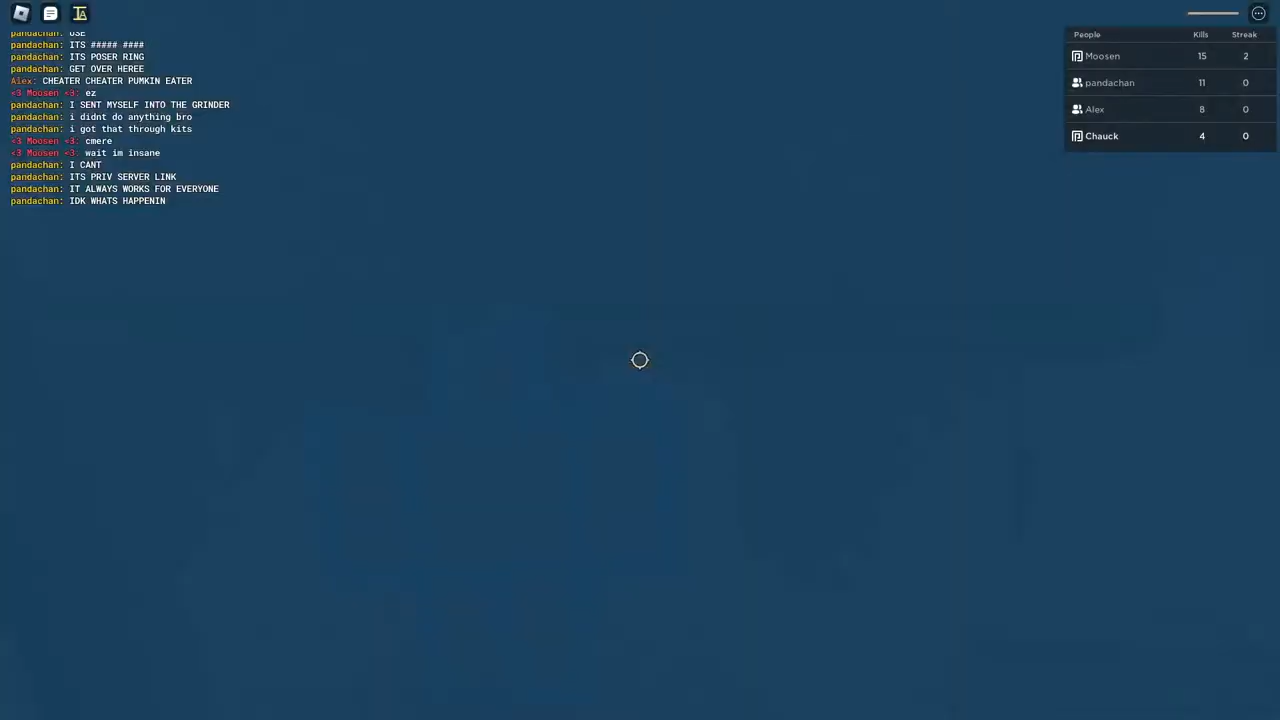 pandachan: USE
pandachan: ITS ##### ####
pandachan: ITS POSER RING
pandachan: GET OVER HEREE
Alex: CHEATER CHEATER PUMKIN EATER
<3 Moosen <3: ez
pandachan: I SENT MYSELF INTO THE GRINDER
pandachan: i didnt do anything bro
pandachan: i got that through kits
<3 Moosen <3: cmere
<3 Moosen <3: wait im insane
pandachan: I CANT
pandachan: ITS PRIV SERVER LINK
pandachan: IT ALWAYS WORKS FOR EVERYONE
pandachan: IDK WHATS HAPPENIN
People Kills Streak
Moosen 15 2
pandachan 11 0
Alex 8 0
Chauck 4 0